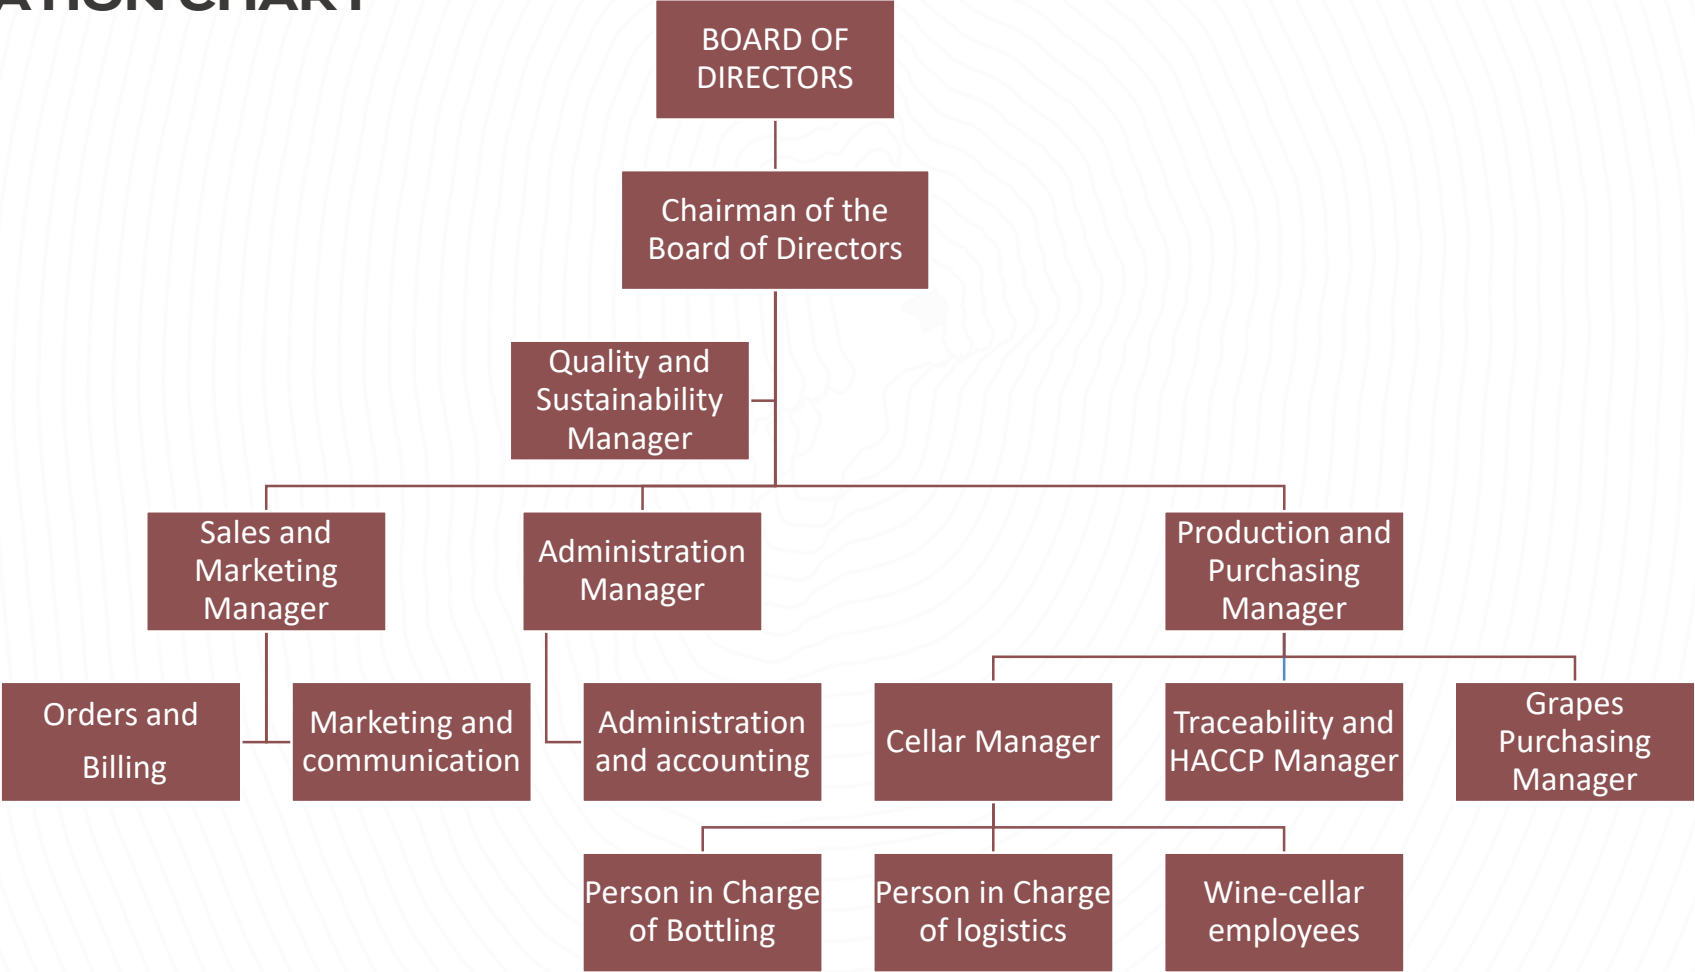 BOARD OF
DIRECTORS
Chairman of the
Board of Directors
Quality and
Sustainability
Manager
Sales and
Marketing
Manager
Administration
Manager
Production and
Purchasing
Manager
Orders and
Billing
Marketing and
communication
Administration
and accounting
Cellar Manager
Traceability and
HACCP Manager
Grapes
Purchasing
Manager
Person in Charge
of Bottling
Person in Charge
of logistics
Wine-cellar
employees